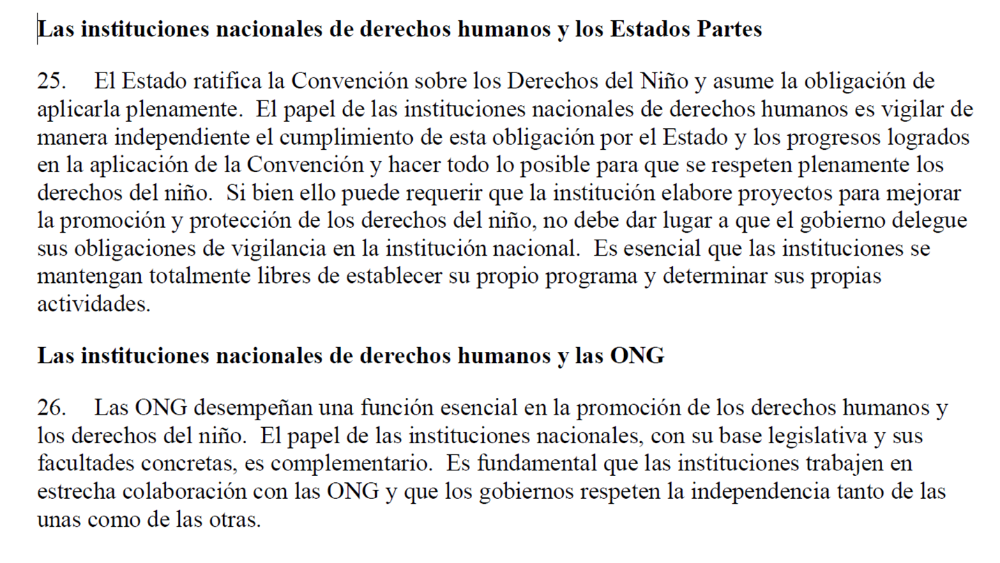 Las instituciones nacionales de derechos humanos y los Estados Partes
25. El Estado ratifica la Convención sobre los Derechos del Niño y asume la obligación de
aplicarla plenamente. El papel de las instituciones nacionales de derechos humanos es vigilar de
manera independiente el cumplimiento de esta obligación por el Estado y los progresos logrados
en la aplicación de la Convención y hacer todo lo posible para que se respeten plenamente los
derechos del niño. Si bien ello puede requerir que la institución elabore proyectos para mejorar
la promoción y protección de los derechos del niño, no debe dar lugar a que el gobierno delegue
sus obligaciones de vigilancia en la institución nacional. Es esencial que las instituciones se
mantengan totalmente libres de establecer su propio programa y determinar sus propias
actividades.
Las instituciones nacionales de derechos humanos y las ONG
26. Las ONG desempeñan una función esencial en la promoción de los derechos humanos y
los derechos del niño. El papel de las instituciones nacionales, con su base legislativa y sus
facultades concretas, es complementario. Es fundamental que las instituciones trabajen en
estrecha colaboración con las ONG y que los gobiernos respeten la independencia tanto de las
unas como de las otras.